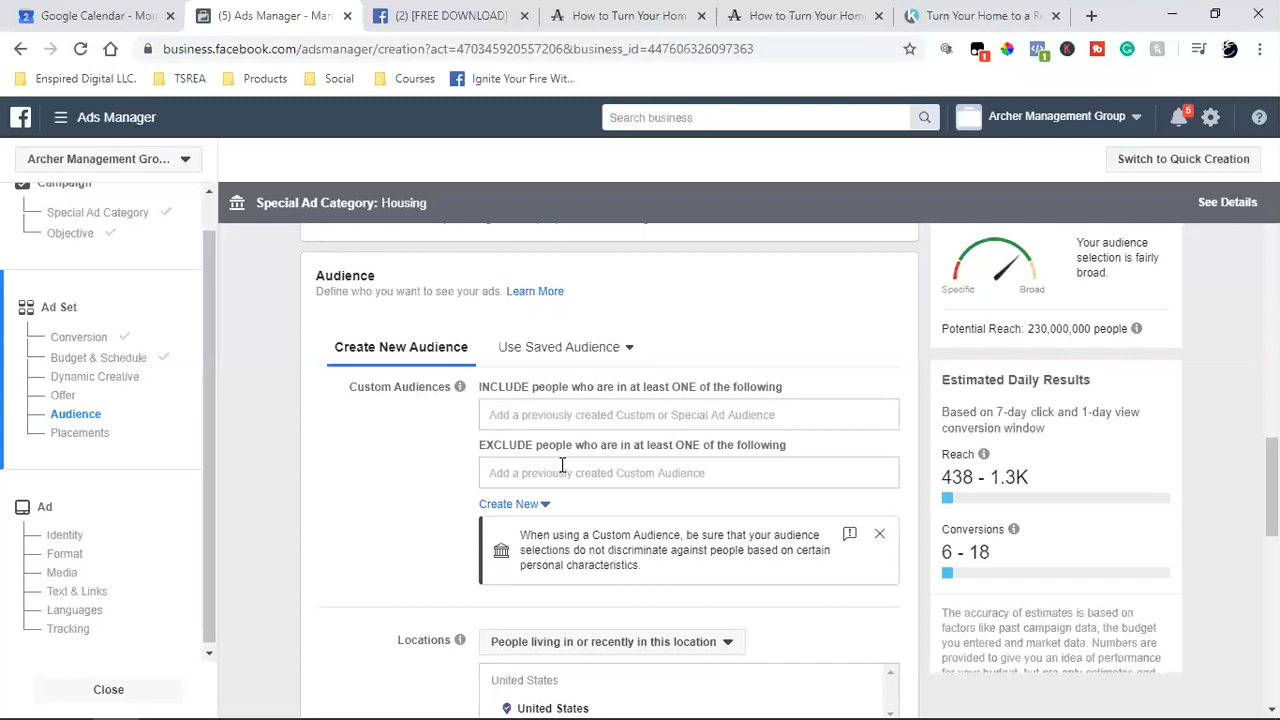 Google Calendar - Mon
(5) Ads Manager - Man
(2) [FREE DOWNLOAD]
How to Turn Your Hom
How to Turn Your Hom
Turn Your Home to a R
business.facebook.com/adsmanager/creation?act=470345920557206&business_id=447606326097363
Enspired Digital LLC.
TSREA
Products
Social
Courses
Ignite Your Fire Wit...
Ads Manager
Search business
Archer Management Group
5
Archer Management Gro...
Switch to Quick Creation
Campaign
Special Ad Category
Objective
Ad Set
Conversion
Budget & Schedule
Dynamic Creative
Offer
Audience
Placements
Ad
Identity
Format
Media
Text & Links
Languages
Tracking
Close
Special Ad Category: Housing
See Details
Audience
Define who you want to see your ads. Learn More
Create New Audience
Use Saved Audience
Custom Audiences
INCLUDE people who are in at least ONE of the following
Add a previously created Custom or Special Ad Audience
EXCLUDE people who are in at least ONE of the following
Add a previously created Custom Audience
Create New
When using a Custom Audience, be sure that your audience
selections do not discriminate against people based on certain
personal characteristics.
Locations
People living in or recently in this location
United States
United States
Specific
Broad
Your audience
selection is fairly
broad.
Potential Reach: 230,000,000 people
Estimated Daily Results
Based on 7-day click and 1-day view
conversion window
Reach
438 - 1.3K
Conversions
6 - 18
The accuracy of estimates is based on
factors like past campaign data, the budget
you entered and market data. Numbers are
provided to give you an idea of performance
for your budget, but are only estimates and